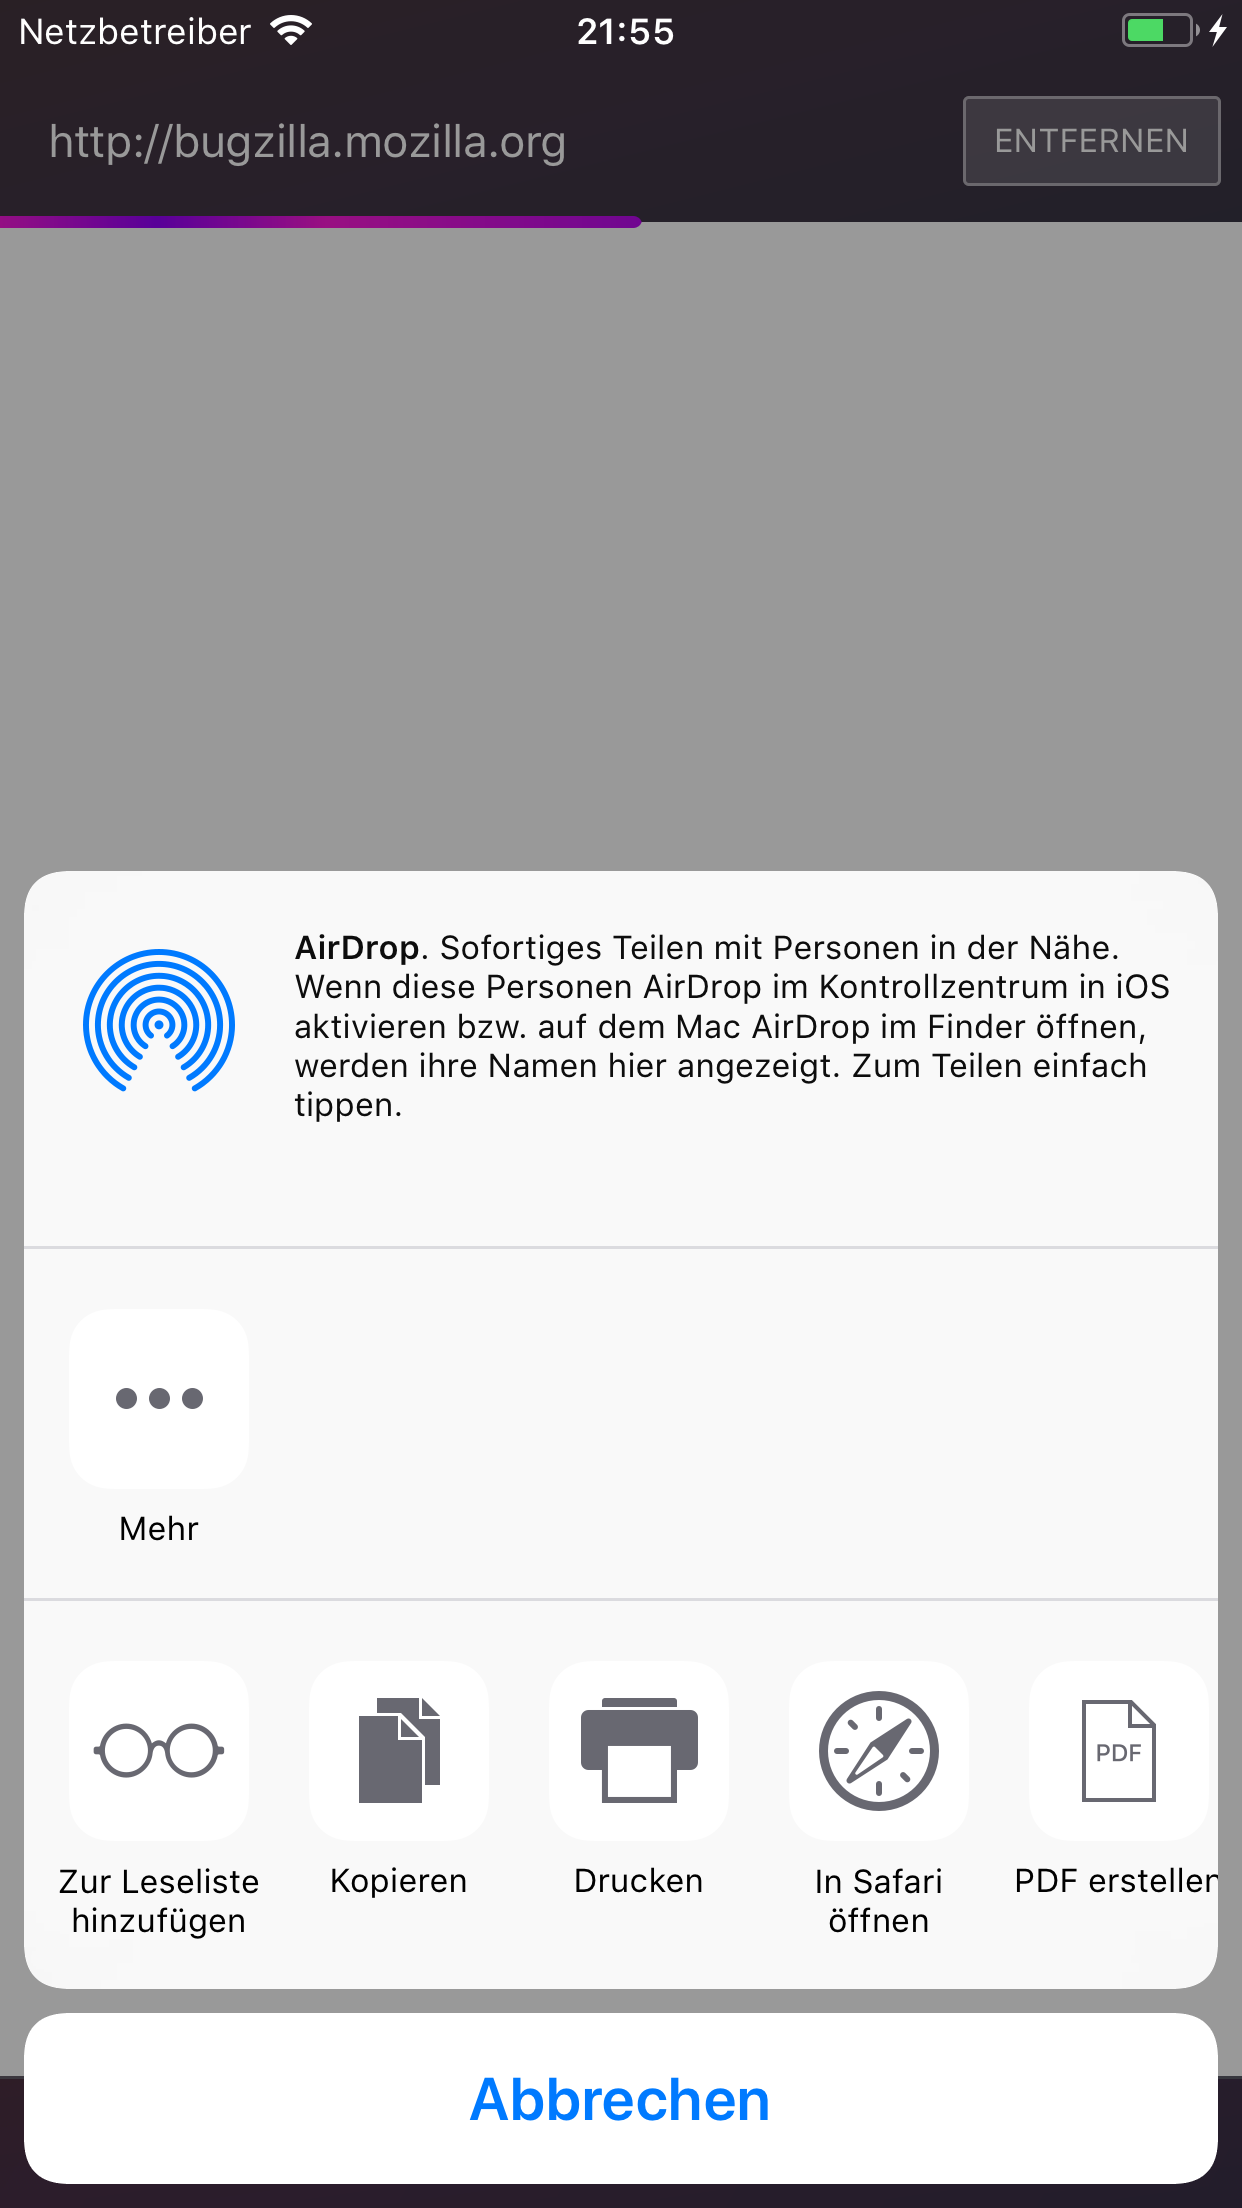 Netzbetreiber 21:55
http://bugzilla.mozilla.org ENTFERNEN
AirDrop. Sofortiges Teilen mit Personen in der Nähe.
Wenn diese Personen AirDrop im Kontrollzentrum in iOS
aktivieren bzw. auf dem Mac AirDrop im Finder öffnen,
werden ihre Namen hier angezeigt. Zum Teilen einfach
tippen.
Mehr
PDF
Zur Leseliste
hinzufügen
Kopieren
Drucken
In Safari
öffnen
PDF erstellen
Abbrechen